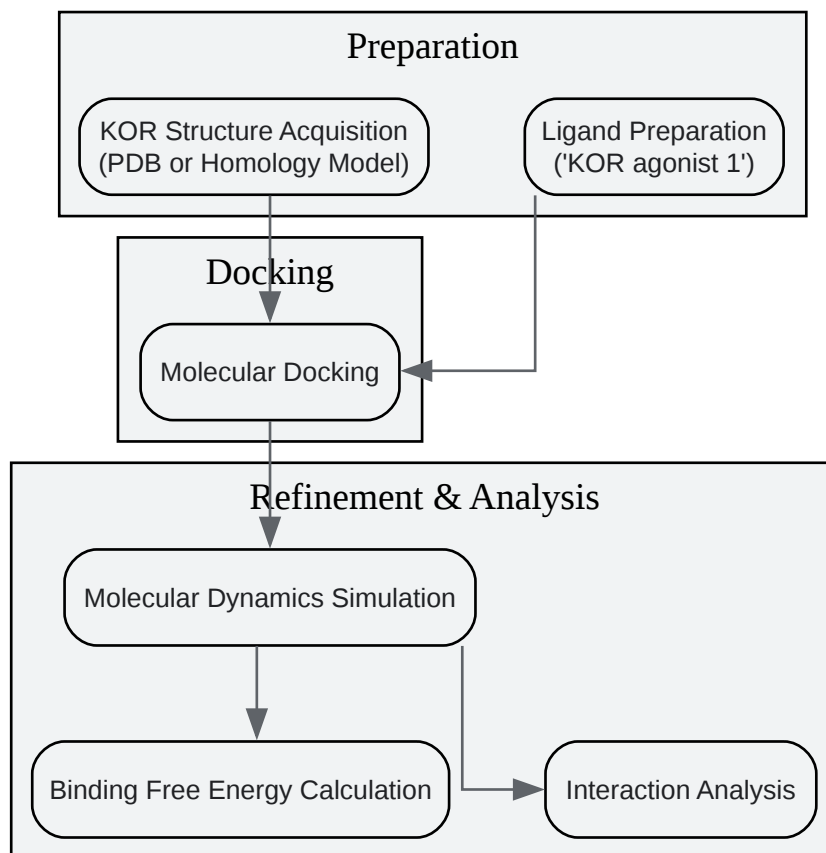 Preparation
KOR Structure Acquisition
(PDB or Homology Model)
Ligand Preparation
('KOR agonist 1')
Docking
Molecular Docking
Refinement & Analysis
Molecular Dynamics Simulation
Binding Free Energy Calculation
Interaction Analysis